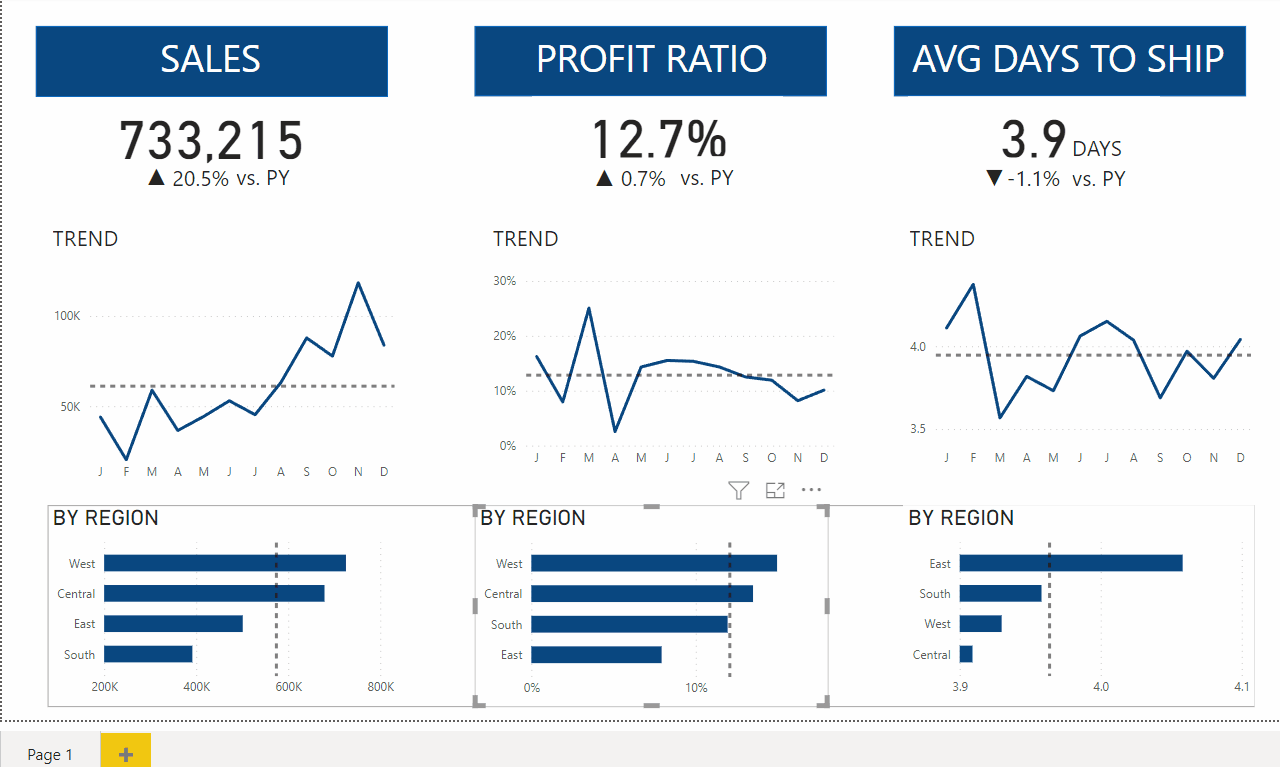 SALES
733,215
▲ 20.5% vs. PY
TREND
100K
50K
J F M A M J J A S O N D
BY REGION
West
Central
East
South
200K 400K 600K 800K
PROFIT RATIO
12.7%
▲ 0.7% vs. PY
TREND
30%
20%
10%
0%
J F M A M J J A S O N D
BY REGION
West
Central
South
East
0% 10%
AVG DAYS TO SHIP
3.9 DAYS
▼ -1.1% vs. PY
TREND
4.0
3.5
J F M A M J J A S O N D
BY REGION
East
South
West
Central
3.9 4.0 4.1
Page 1